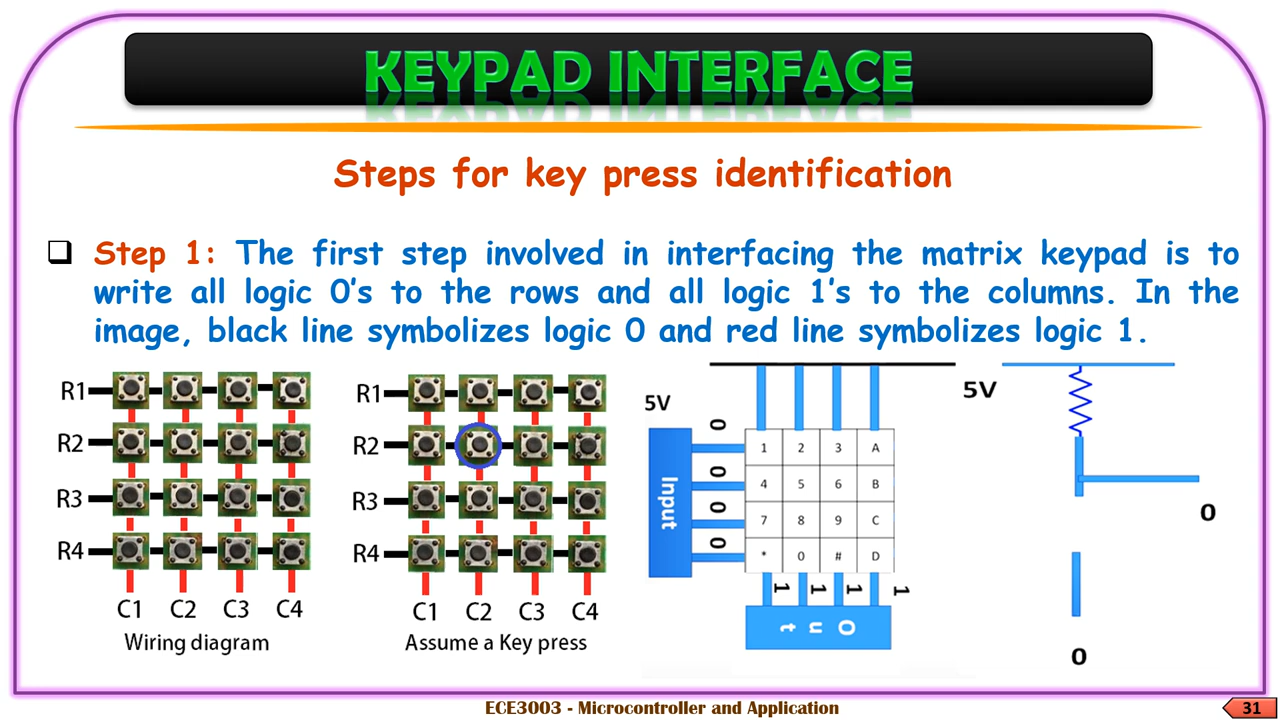 KEYPAD INTERFACE
Steps for key press identification
Step 1: The first step involved in interfacing the matrix keypad is to
write all logic 0's to the rows and all logic 1's to the columns. In the
image, black line symbolizes logic 0 and red line symbolizes logic 1.
R1
R2
R3
R4
C1 C2 C3 C4
Wiring diagram
R1
R2
R3
R4
C1 C2 C3 C4
Assume a Key press
5V
Input
0
0
0
0
1 2 3 A
4 5 6 B
7 8 9 C
* 0 # D
1 1 1 1
Out
5V
0
0
ECE3003 - Microcontroller and Application
31